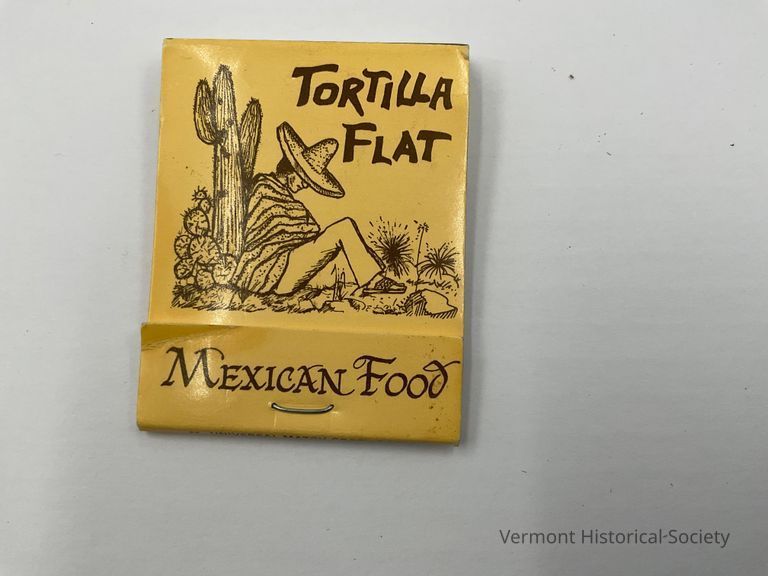 TORTILLA
FLAT
MEXICAN FOOD
Vermont Historical Society